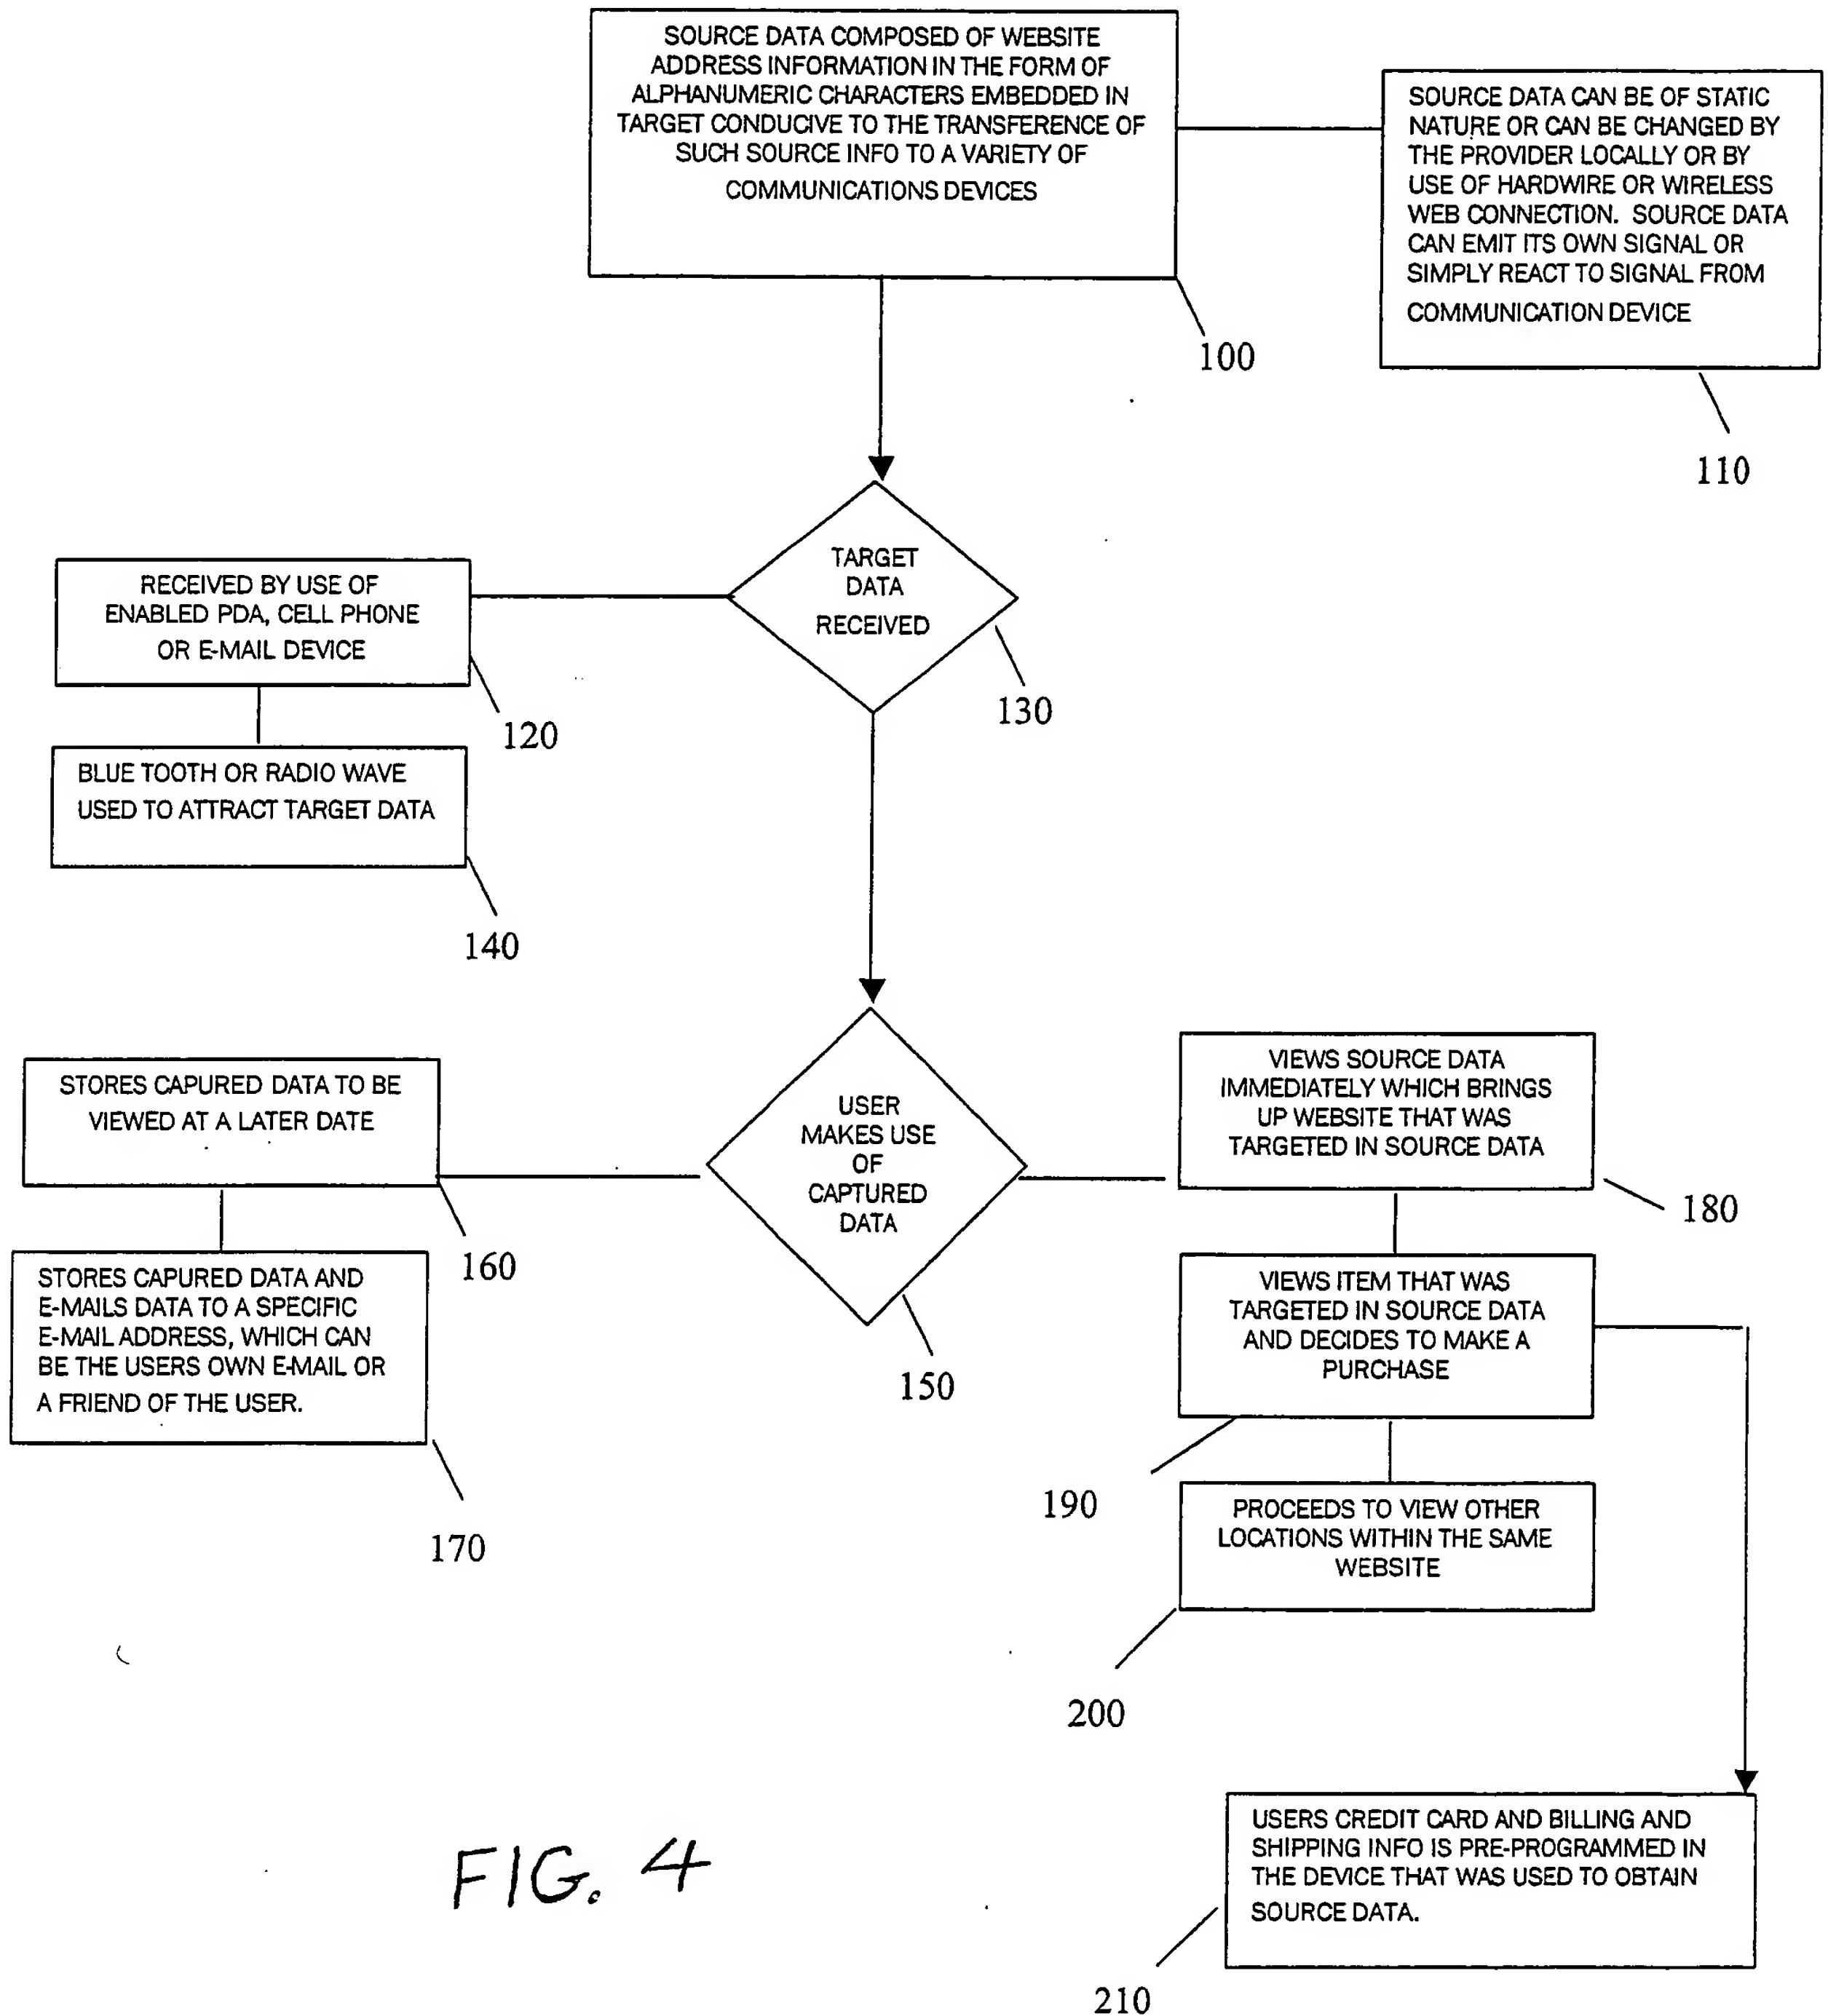 SOURCE DATA COMPOSED OF WEBSITE
ADDRESS INFORMATION IN THE FORM OF
ALPHANUMERIC CHARACTERS EMBEDDED IN
TARGET CONDUCIVE TO THE TRANSFERENCE OF
SUCH SOURCE INFO TO A VARIETY OF
COMMUNICATIONS DEVICES
100
SOURCE DATA CAN BE OF STATIC
NATURE OR CAN BE CHANGED BY
THE PROVIDER LOCALLY OR BY
USE OF HARDWIRE OR WIRELESS
WEB CONNECTION. SOURCE DATA
CAN EMIT ITS OWN SIGNAL OR
SIMPLY REACT TO SIGNAL FROM
COMMUNICATION DEVICE
110
TARGET
DATA
RECEIVED
130
RECEIVED BY USE OF
ENABLED PDA, CELL PHONE
OR E-MAIL DEVICE
120
BLUE TOOTH OR RADIO WAVE
USED TO ATTRACT TARGET DATA
140
USER
MAKES USE
OF
CAPTURED
DATA
150
STORES CAPURED DATA TO BE
VIEWED AT A LATER DATE
160
STORES CAPURED DATA AND
E-MAILS DATA TO A SPECIFIC
E-MAIL ADDRESS, WHICH CAN
BE THE USERS OWN E-MAIL OR
A FRIEND OF THE USER.
170
VIEWS SOURCE DATA
IMMEDIATELY WHICH BRINGS
UP WEBSITE THAT WAS
TARGETED IN SOURCE DATA
180
VIEWS ITEM THAT WAS
TARGETED IN SOURCE DATA
AND DECIDES TO MAKE A
PURCHASE
190
PROCEEDS TO VIEW OTHER
LOCATIONS WITHIN THE SAME
WEBSITE
200
USERS CREDIT CARD AND BILLING AND
SHIPPING INFO IS PRE-PROGRAMMED IN
THE DEVICE THAT WAS USED TO OBTAIN
SOURCE DATA.
210
FIG. 4